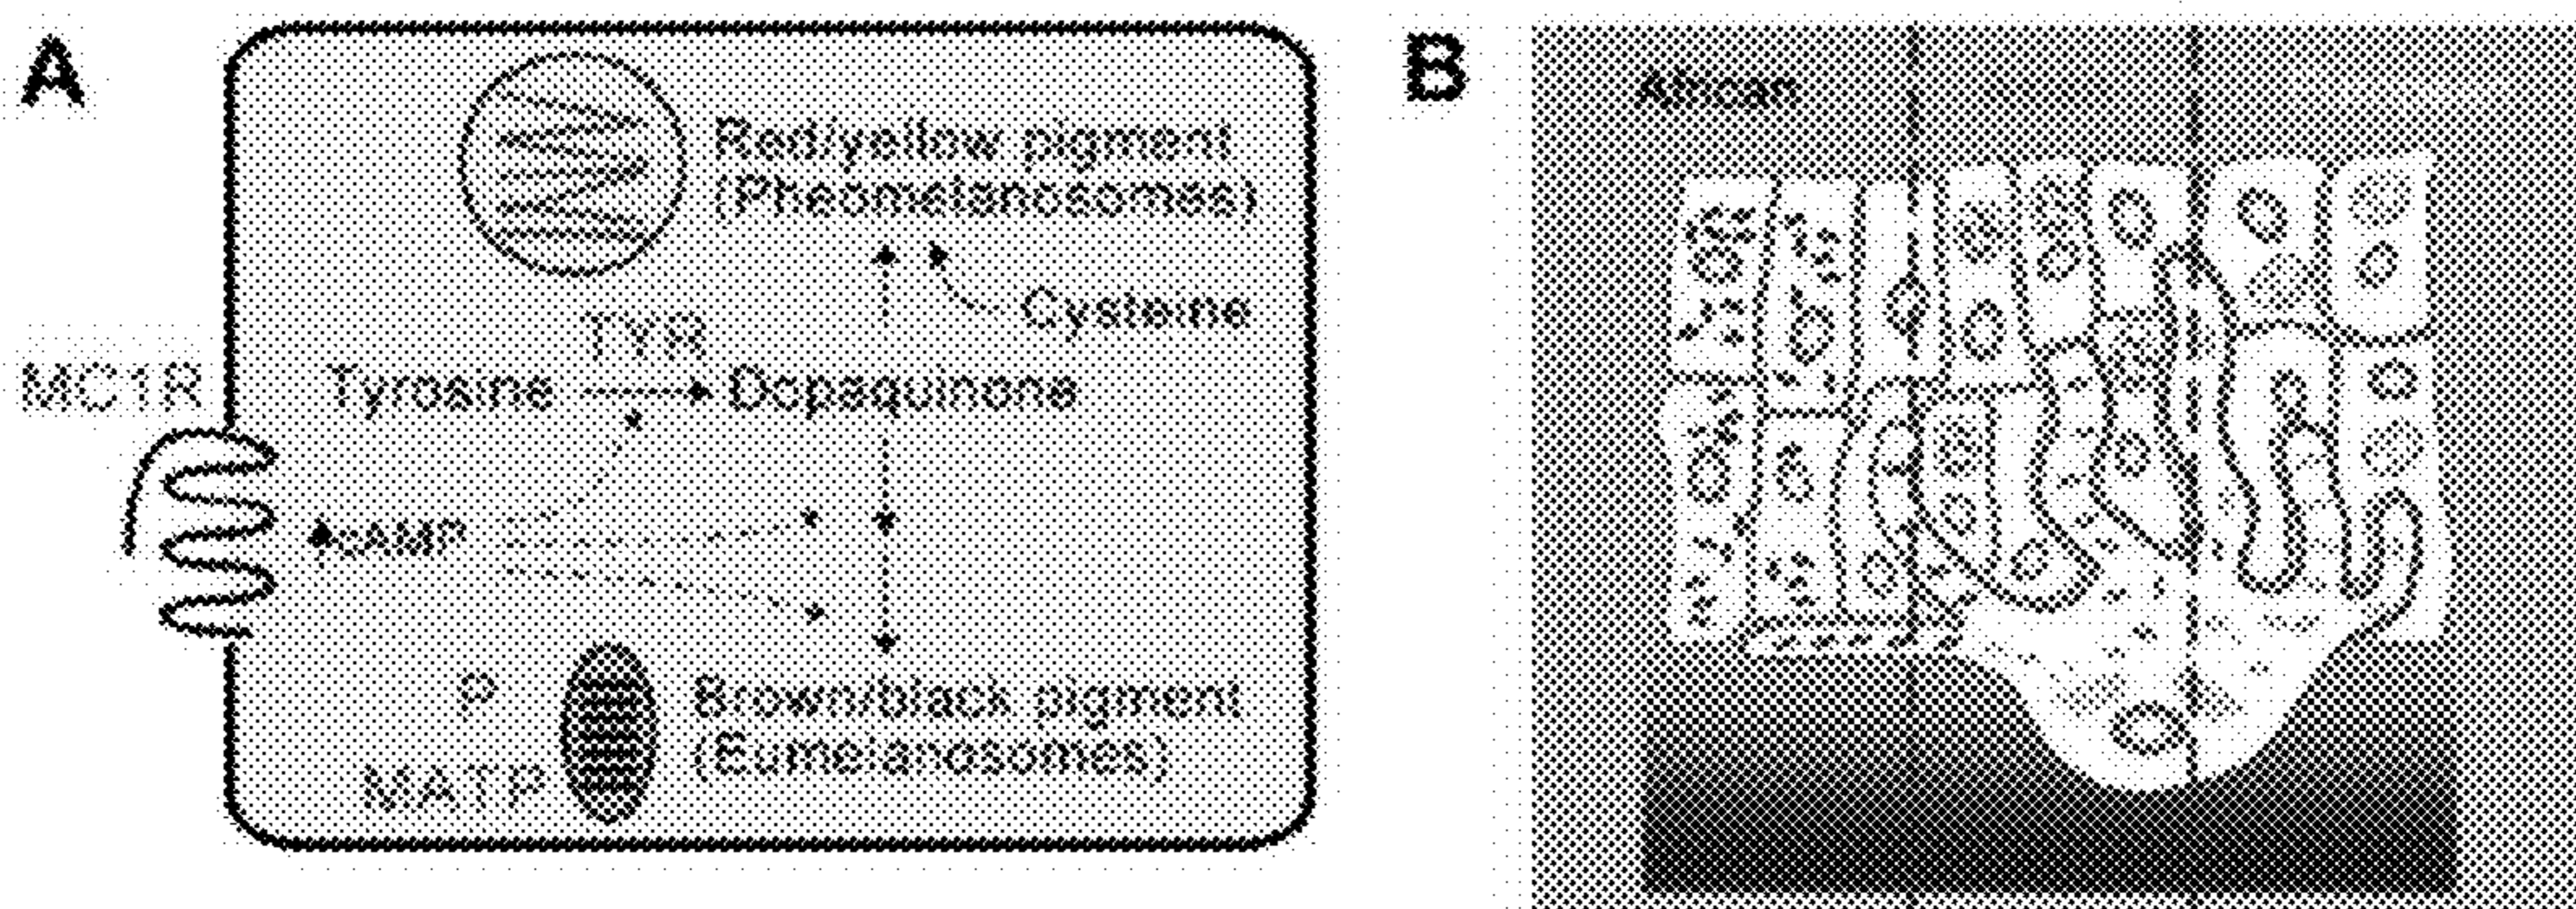 A
Red/yellow pigment
(Pheomelanosomes)
Cysteine
TYR
MC1R
Tyrosine
Dopaquinone
cAMP
P
MATP
Brown/black pigment
(Eumelanosomes)
B
African